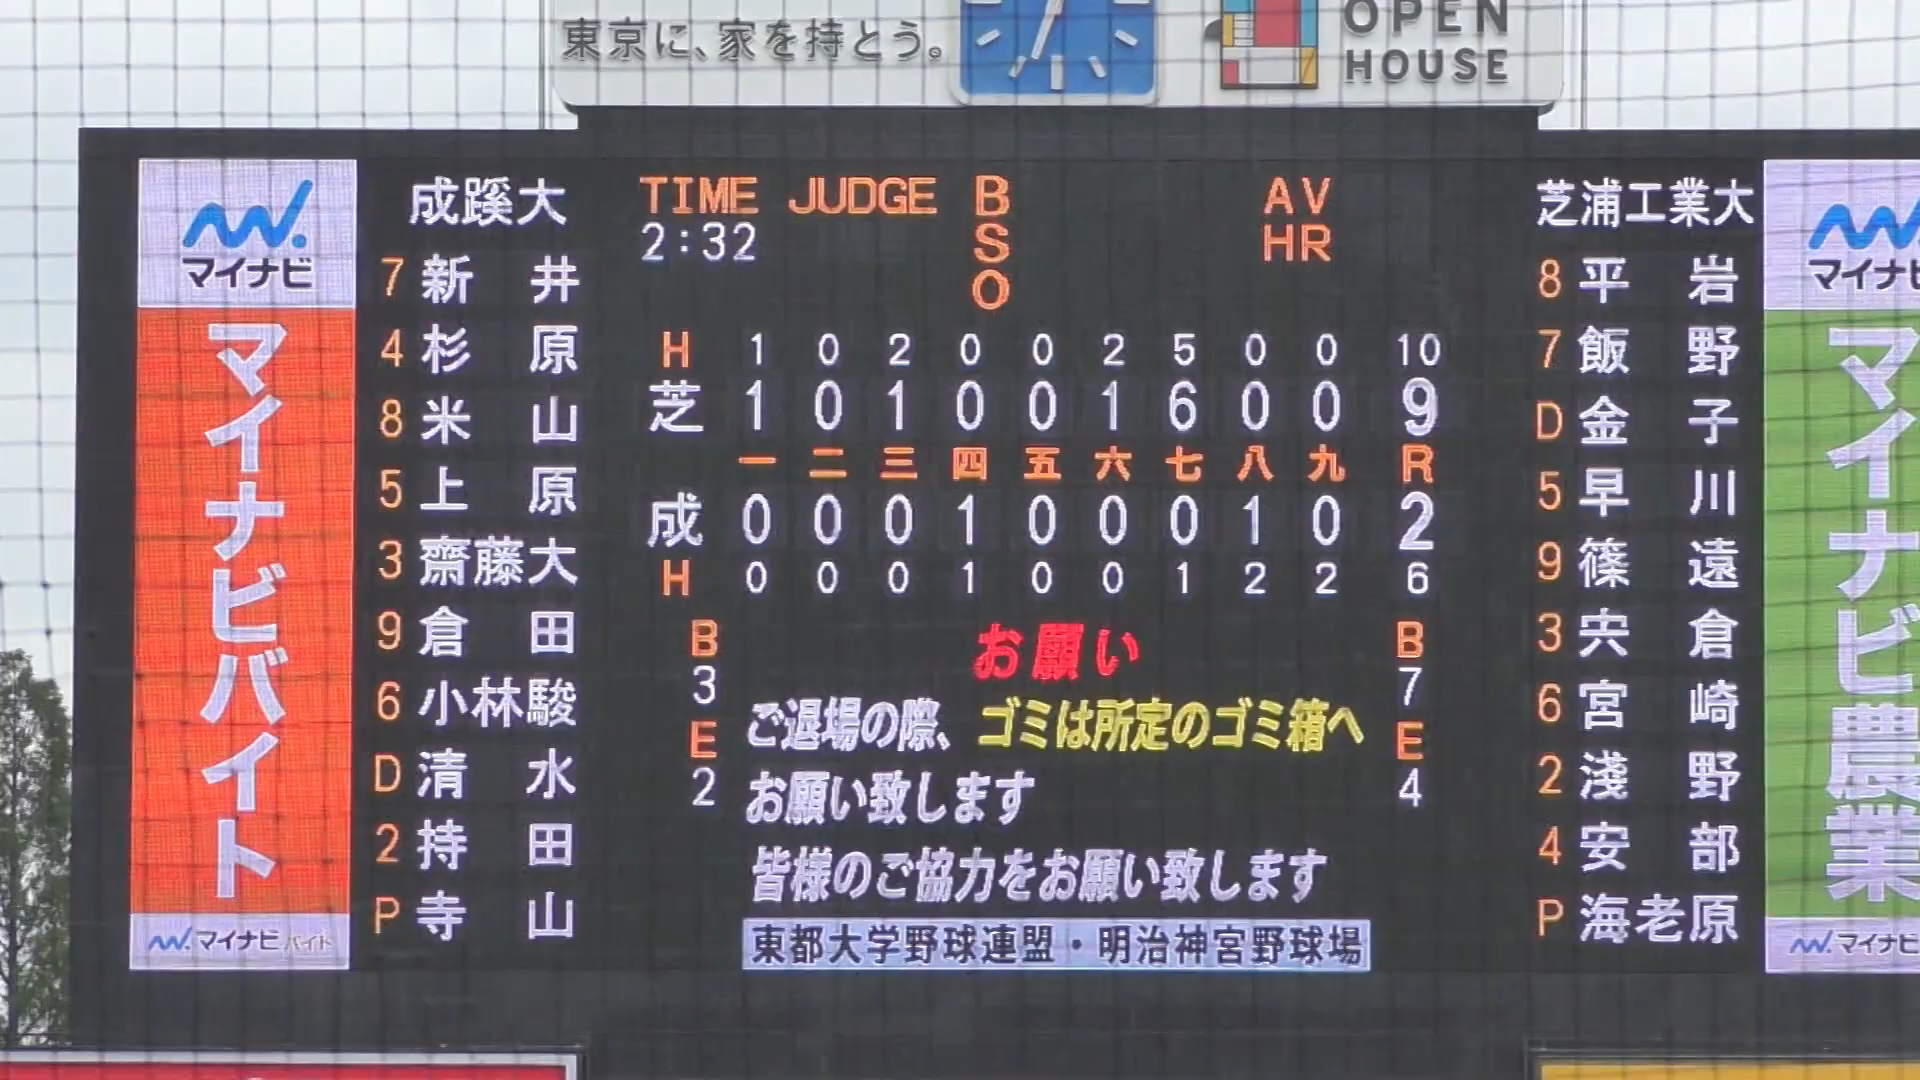 東京に、家を持とう。
OPEN
HOUSE
マイナビ
マイナビバイト
マイナビバイト
成蹊大
7 新井
4 杉原
8 米山
5 上原
3 齋藤大
9 倉田
6 小林駿
D 清水
2 持田
P 寺山
TIME JUDGE B AV
2:32 S HR
O
H 1 0 2 0 0 2 5 0 0 10
芝 1 0 1 0 0 1 6 0 0 9
一 二 三 四 五 六 七 八 九 R
成 0 0 0 1 0 0 0 1 0 2
H 0 0 0 1 0 0 1 2 2 6
B
3
E
2
お願い
ご退場の際、ゴミは所定のゴミ箱へ
お願い致します
皆様のご協力をお願い致します
東都大学野球連盟・明治神宮野球場
B
7
E
4
芝浦工業大
8 平岩
7 飯野
D 金子
5 早川
9 篠遠
3 宍倉
6 宮崎
2 淺野
4 安部
P 海老原
マイナビ
マイナビ農業
マイナビ